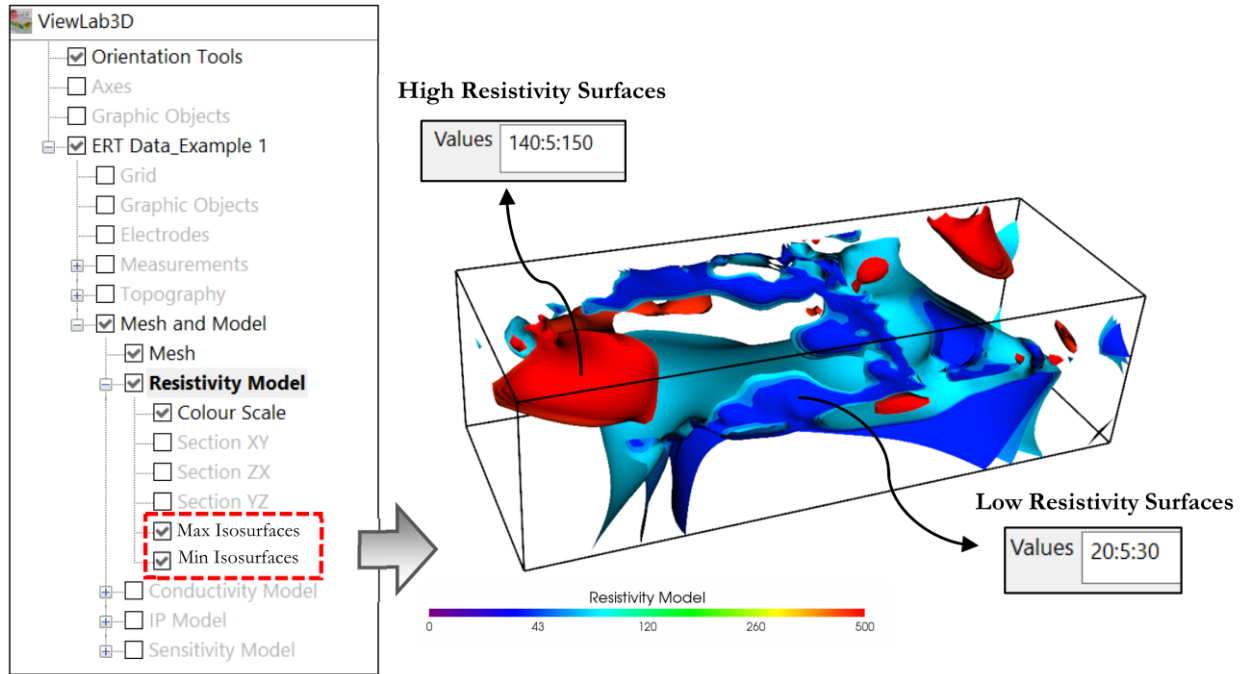 ViewLab3D
Orientation Tools
Axes
Graphic Objects
ERT Data_Example 1
Grid
Graphic Objects
Electrodes
Measurements
Topography
Mesh and Model
Mesh
Resistivity Model
Colour Scale
Section XY
Section ZX
Section YZ
Max Isosurfaces
Min Isosurfaces
Conductivity Model
IP Model
Sensitivity Model
High Resistivity Surfaces
Values 140:5:150
Low Resistivity Surfaces
Values 20:5:30
Resistivity Model
0 43 120 260 500